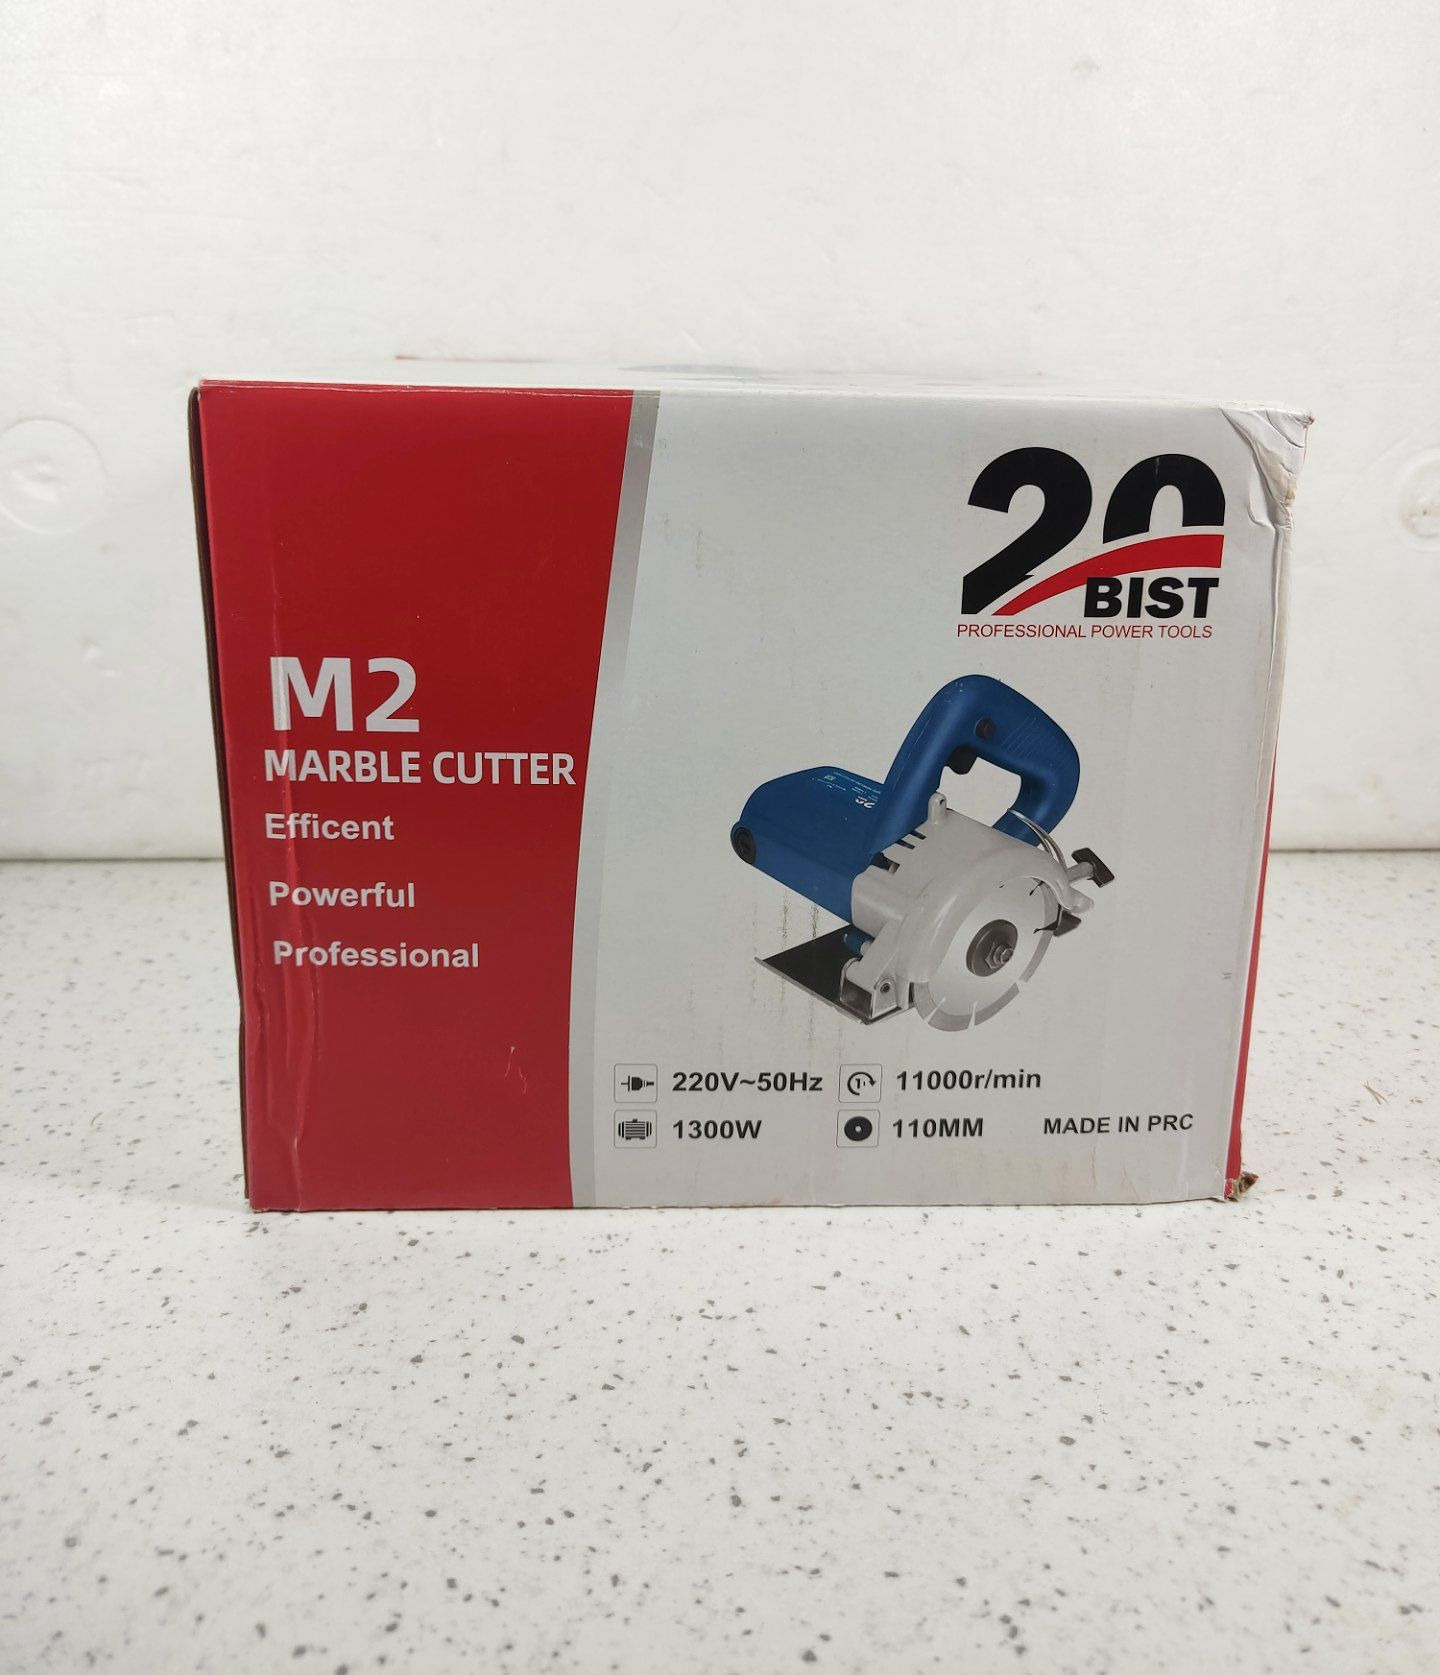 20
BIST
PROFESSIONAL POWER TOOLS
M2
MARBLE CUTTER
Efficent
Powerful
Professional
220V~50Hz
11000r/min
1300W
110MM
MADE IN PRC